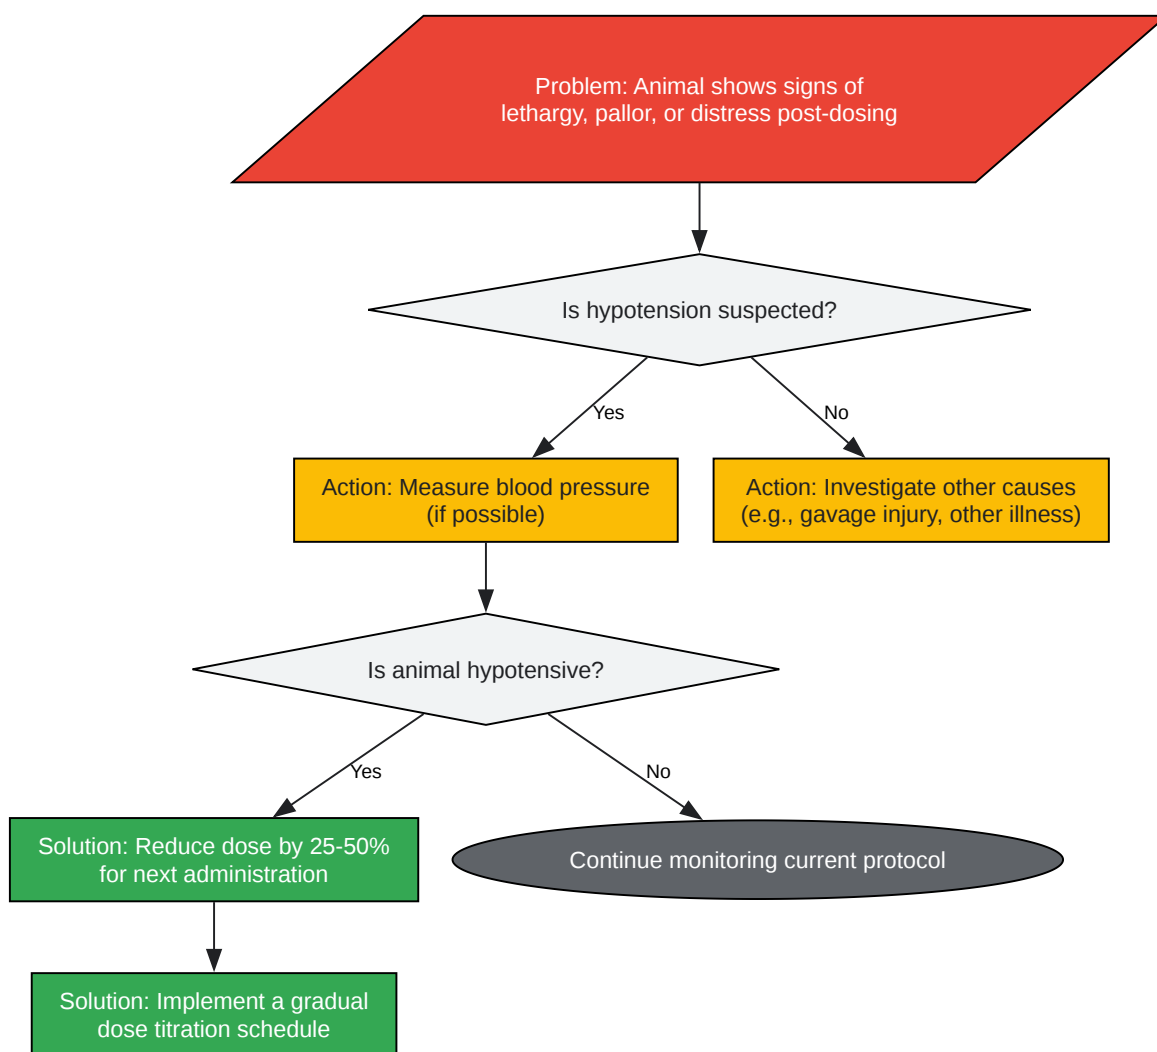 Problem: Animal shows signs of
lethargy, pallor, or distress post-dosing
Is hypotension suspected?
Yes
No
Action: Measure blood pressure
(if possible)
Action: Investigate other causes
(e.g., gavage injury, other illness)
Is animal hypotensive?
Yes
No
Solution: Reduce dose by 25-50%
for next administration
Continue monitoring current protocol
Solution: Implement a gradual
dose titration schedule